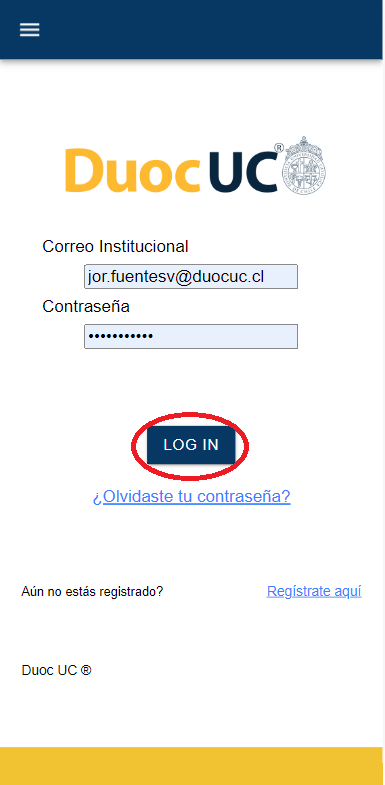 Duoc UC®
Correo Institucional
jor.fuentesv@duocuc.cl
Contraseña
•••••••••••
LOG IN
¿Olvidaste tu contraseña?
Aún no estás registrado? Regístrate aquí
Duoc UC ®